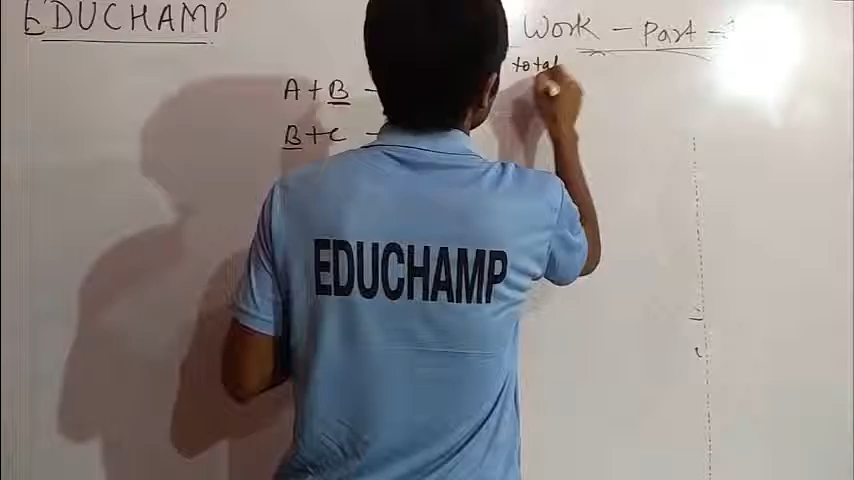 EDUCHAMP
Work - Part -
total
A + B -
B + C -
EDUCHAMP